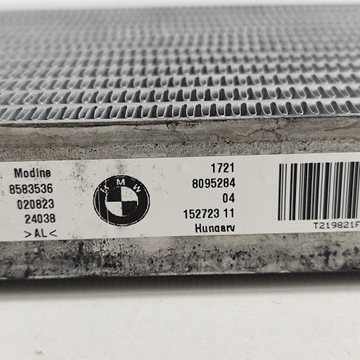 Modine
8583536
020823
24038
>AL<
BMW
1721
8095284
04
152723 11
Hungary
T219821F